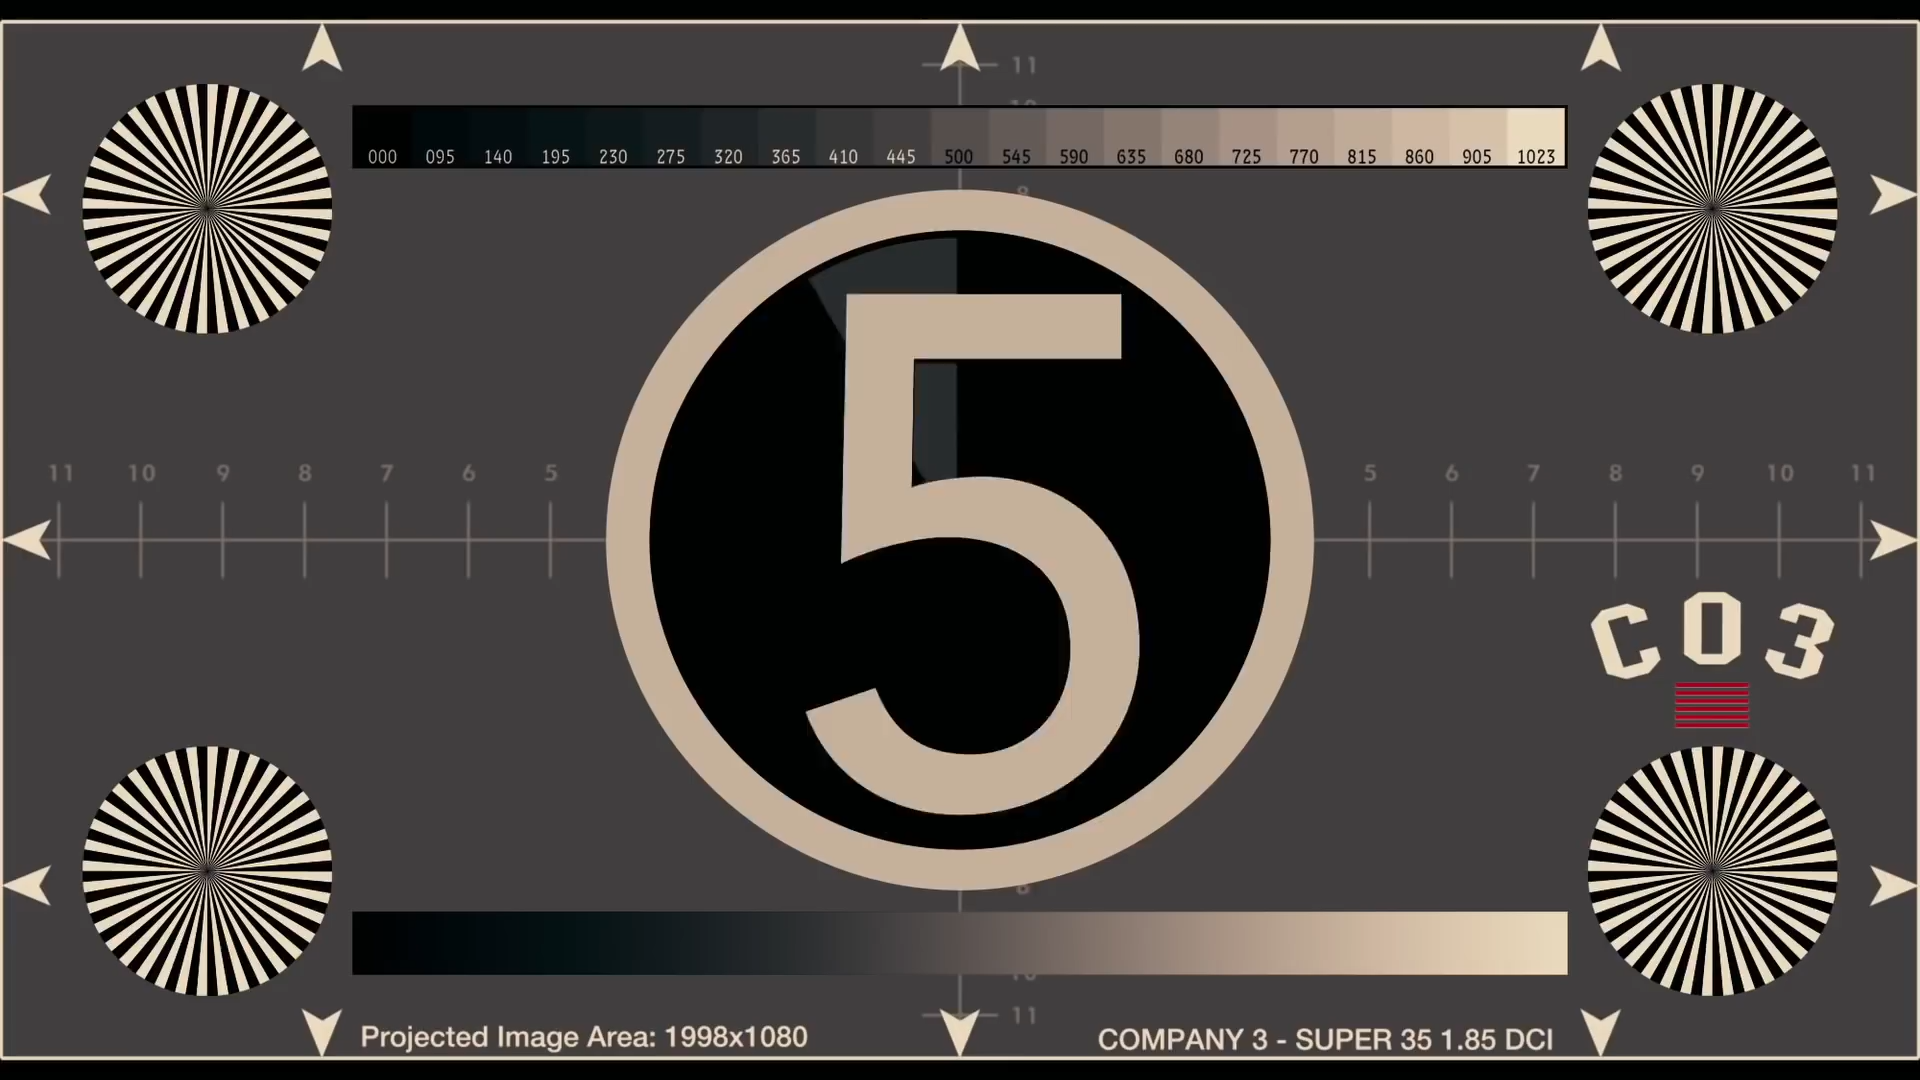 11
000 095 140 195 230 275 320 365 410 445 500 545 590 635 680 725 770 815 860 905 1023
5
11 10 9 8 7 6 5
5 6 7 8 9 10 11
CO3
11
Projected Image Area: 1998x1080
COMPANY 3 - SUPER 35 1.85 DCI